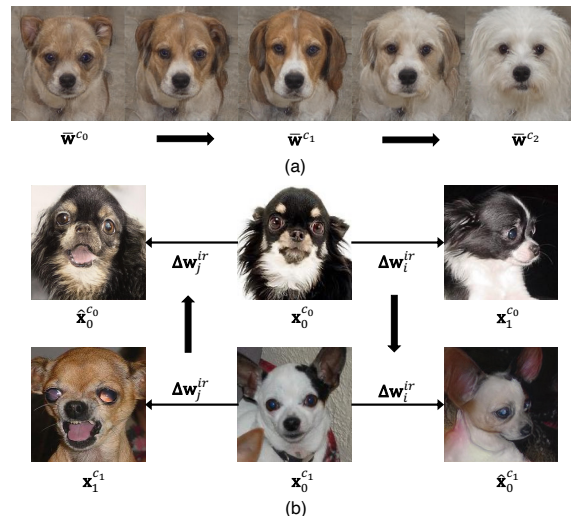 w̅^{c_0} w̅^{c_1} w̅^{c_2}
(a)
Δw_j^{ir} Δw_i^{ir}
x̂_0^{c_0} x_0^{c_0} x_1^{c_0}
Δw_j^{ir} Δw_i^{ir}
x_1^{c_1} x_0^{c_1} x̂_0^{c_1}
(b)